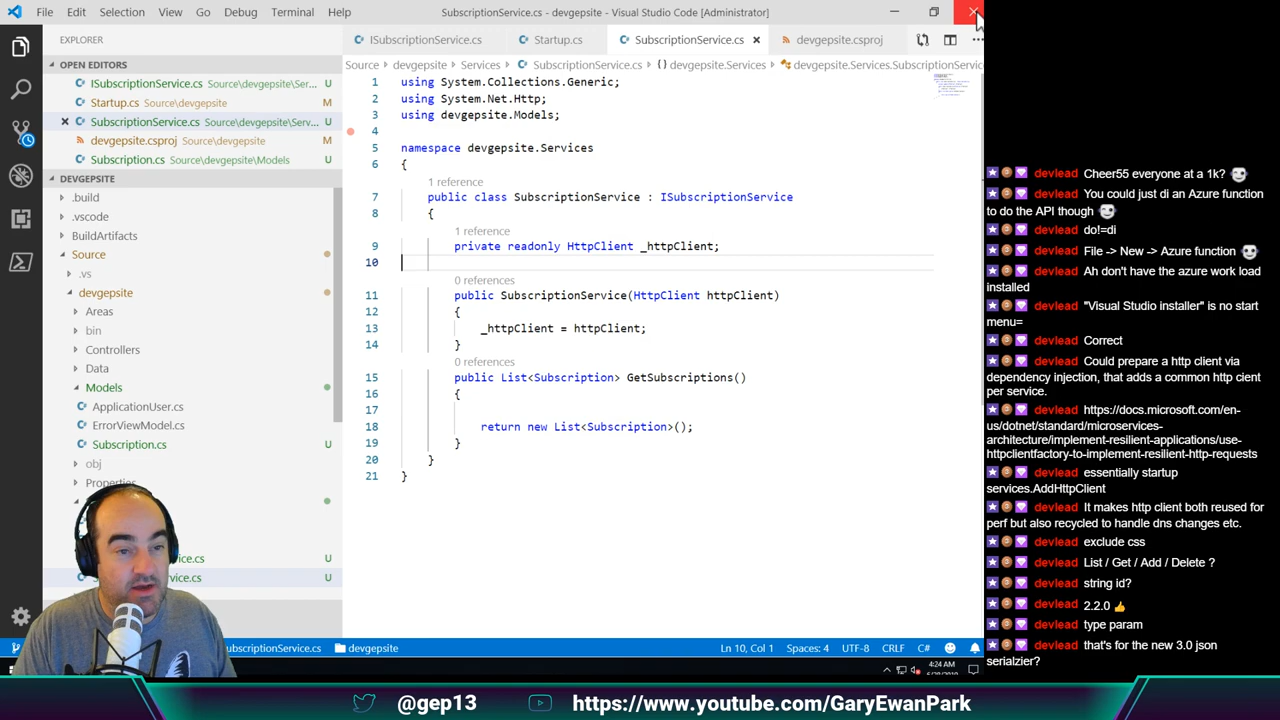 File Edit Selection View Go Debug Terminal Help
SubscriptionService.cs - devgepsite - Visual Studio Code [Administrator]
EXPLORER
OPEN EDITORS
ISubscriptionService.cs Source\devgepsite\Ser...
U
Startup.cs Source\devgepsite
M
SubscriptionService.cs Source\devgepsite\Serv...
U
devgepsite.csproj Source\devgepsite
M
Subscription.cs Source\devgepsite\Models
U
DEVGEPSITE
.build
.vscode
BuildArtifacts
Source
.vs
devgepsite
Areas
bin
Controllers
Data
Models
ApplicationUser.cs
ErrorViewModel.cs
Subscription.cs
U
obj
Properties
vice.cs
U
vice.cs
U
ISubscriptionService.cs
Startup.cs
SubscriptionService.cs
devgepsite.csproj
Source devgepsite Services SubscriptionService.cs {} devgepsite.Services devgepsite.Services.SubscriptionServ
1 using System.Collections.Generic;
2 using System.Net.Http;
3 using devgepsite.Models;
4
5 namespace devgepsite.Services
6 {
1 reference
7 public class SubscriptionService : ISubscriptionService
8 {
1 reference
9 private readonly HttpClient _httpClient;
10
0 references
11 public SubscriptionService(HttpClient httpClient)
12 {
13 _httpClient = httpClient;
14 }
0 references
15 public List<Subscription> GetSubscriptions()
16 {
17
18 return new List<Subscription>();
19 }
20 }
21 }
ubscriptionService.cs
devgepsite
Ln 10, Col 1 Spaces: 4 UTF-8 CRLF C#
4:24 AM
devlead Cheer55 everyone at a 1k?
devlead You could just di an Azure function
to do the API though
devlead do!=di
devlead File -> New -> Azure function
devlead Ah don't have the azure work load
installed
devlead "Visual Studio installer" is no start
menu=
devlead Correct
devlead Could prepare a http client via
dependency injection, that adds a common http cient
per service.
devlead https://docs.microsoft.com/en-
us/dotnet/standard/microservices-
architecture/implement-resilient-applications/use-
httpclientfactory-to-implement-resilient-http-requests
devlead essentially startup
services.AddHttpClient
devlead It makes http client both reused for
perf but also recycled to handle dns changes etc.
devlead exclude css
devlead List / Get / Add / Delete ?
devlead string id?
devlead 2.2.0 👍
devlead type param
devlead that's for the new 3.0 json
serialzier?
@gep13
https://www.youtube.com/GaryEwanPark